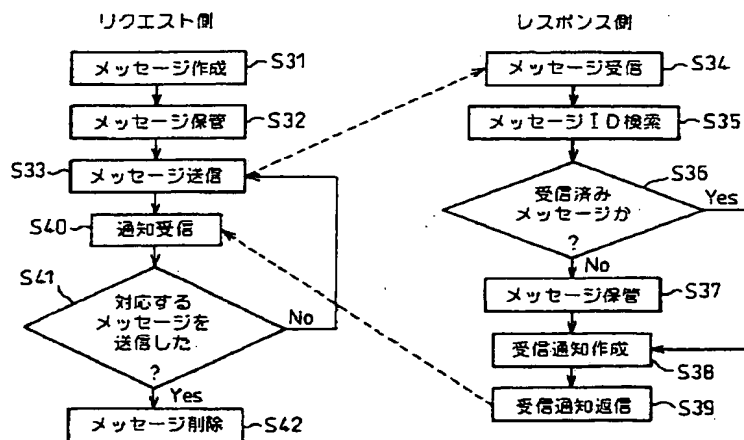 リクエスト側
メッセージ作成
S31
メッセージ保管
S32
S33
メッセージ送信
S40
通知受信
S41
対応する
メッセージを
送信した
?
No
Yes
メッセージ削除
S42
レスポンス側
メッセージ受信
S34
メッセージID検索
S35
S36
受信済み
メッセージか
?
Yes
No
メッセージ保管
S37
受信通知作成
S38
受信通知返信
S39